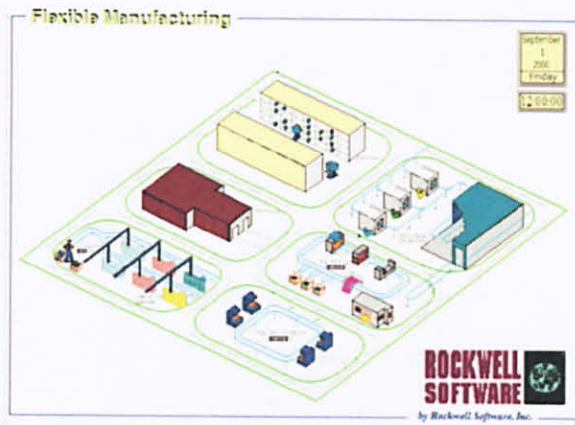 Flexible Manufacturing
September
1
2000
Friday
12:00:00
ROCKWELL
SOFTWARE
by Rockwell Software, Inc.